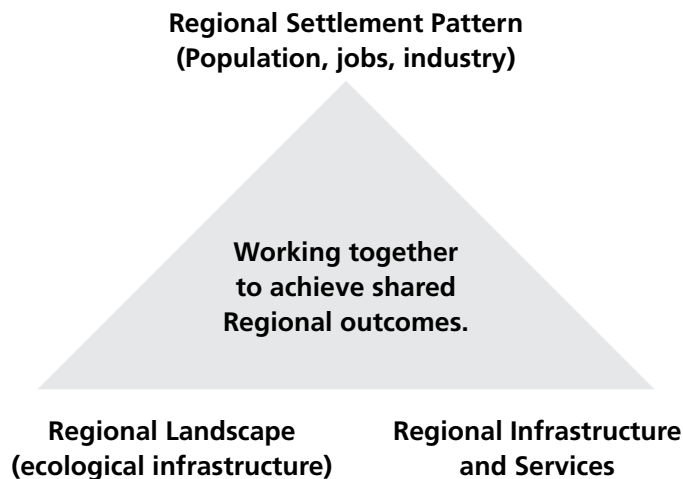 Regional Settlement Pattern
(Population, jobs, industry)
Working together
to achieve shared
Regional outcomes.
Regional Landscape
(ecological infrastructure)
Regional Infrastructure
and Services